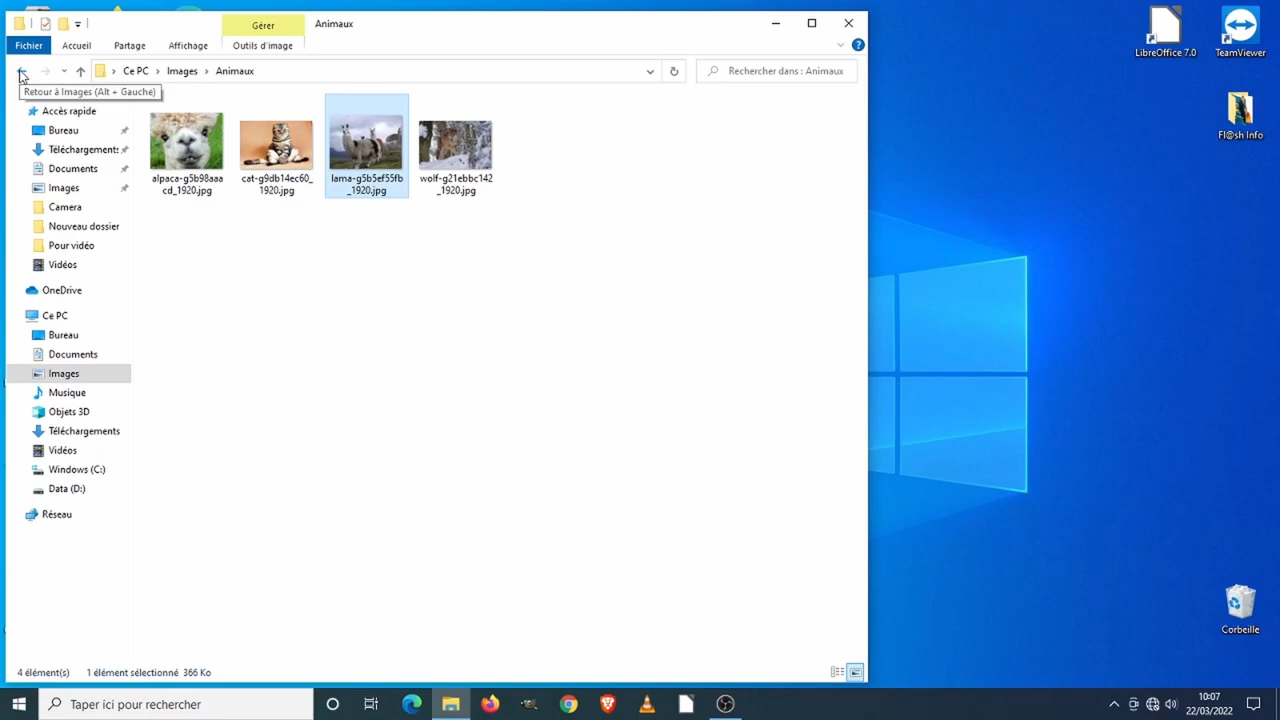 Gérer
Animaux
LibreOffice 7.0
TeamViewer
Fichier
Accueil
Partage
Affichage
Outils d'image
Ce PC
Images
Animaux
Rechercher dans : Animaux
Retour à Images (Alt + Gauche)
Accès rapide
Bureau
Téléchargements
Documents
Images
Camera
Nouveau dossier
Pour vidéo
Vidéos
OneDrive
Ce PC
Bureau
Documents
Images
Musique
Objets 3D
Téléchargements
Vidéos
Windows (C:)
Data (D:)
Réseau
alpaca-g5b98aaa
cd_1920.jpg
cat-g9db14ec60_
1920.jpg
lama-g5b5ef55fb
_1920.jpg
wolf-g21ebbc142
_1920.jpg
Fl@sh Info
Corbeille
4 élément(s)
1 élément sélectionné 366 Ko
Taper ici pour rechercher
10:07
22/03/2022